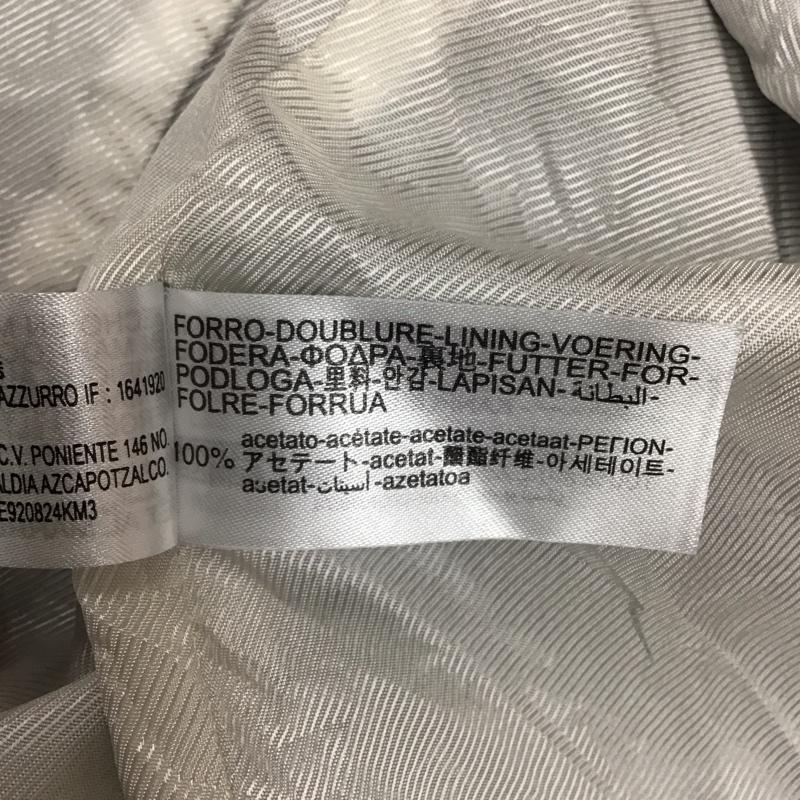 AZZURRO IF : 1641920
C.V. PONIENTE 146 NO.
ALDIA AZCAPOTZALCO.
E920824KM3
FORRO-DOUBLURE-LINING-VOERING-
FODERA-ΦΟΔΡΑ-裏地-FUTTER-FOR-
PODLOGA-里料-안감-LAPISAN-البطانة-
FOLRE-FORRUA
100% acetato-acétate-acetate-acetaat-ΡΕΓΙΟΝ-
アセテート-acetat-醋酯纤维-아세테이트-
asetat-أسيتات-azetatoa